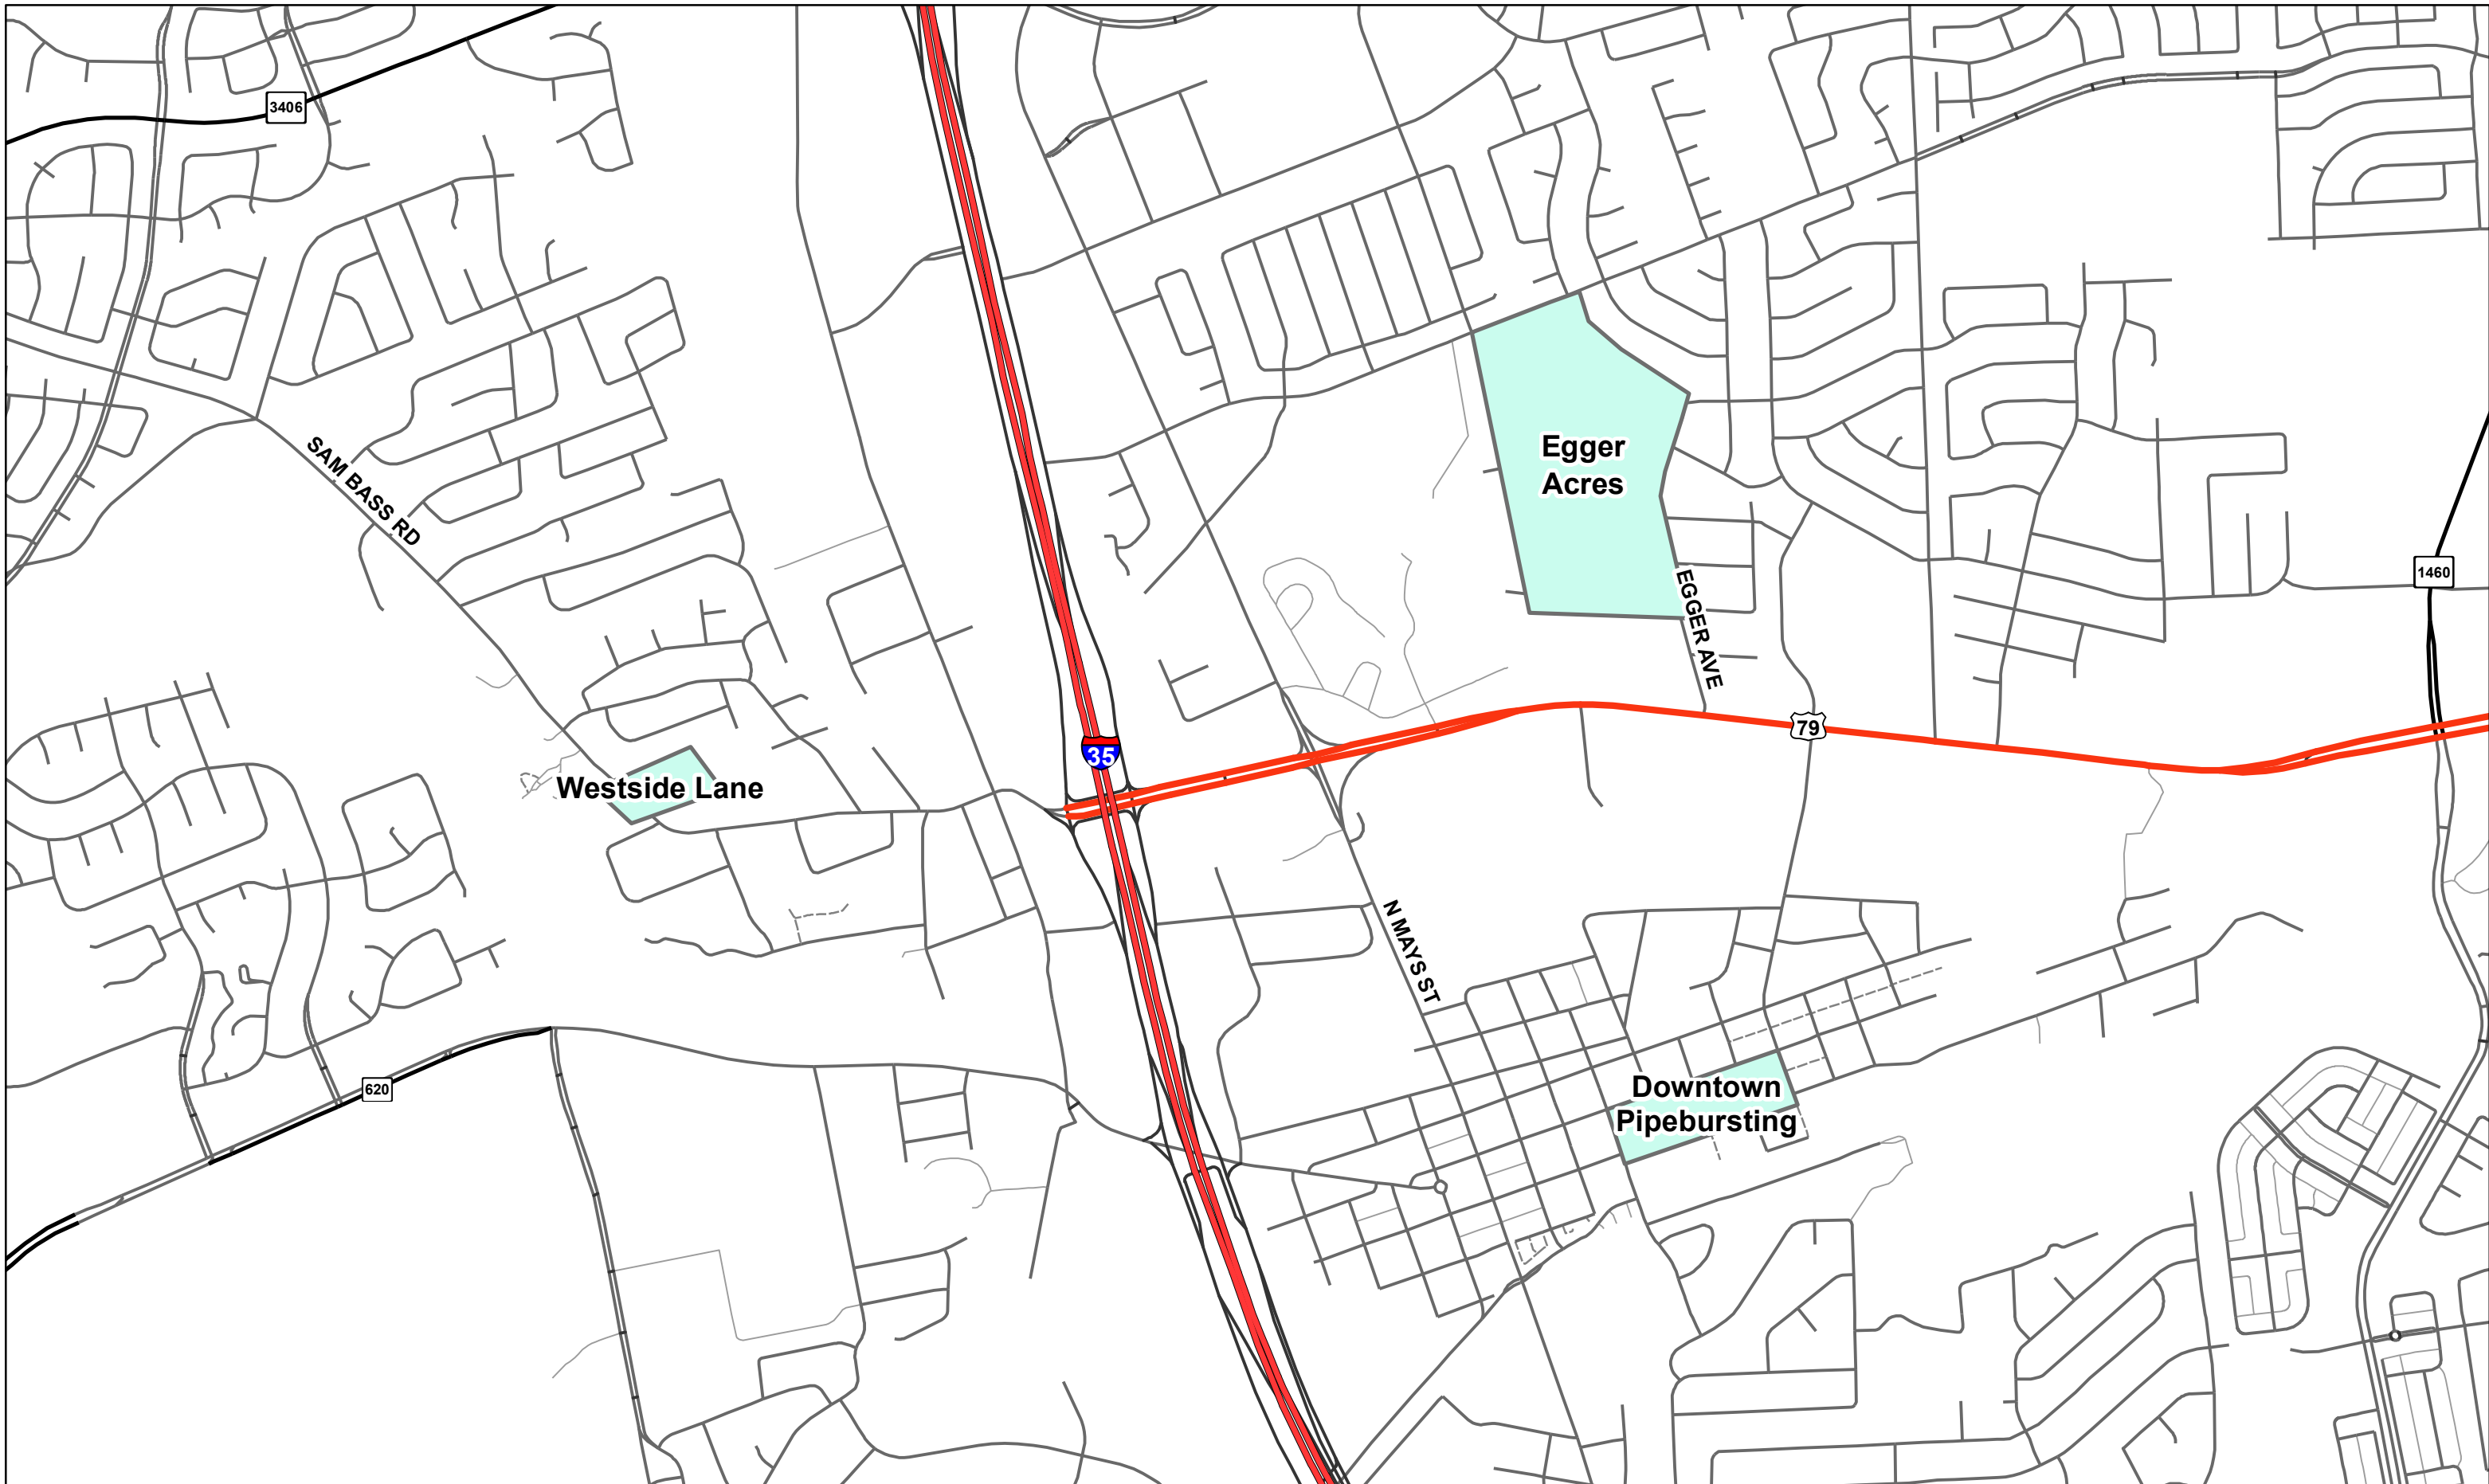 3406
SAM BASS RD
Egger
Acres
1460
EGGER AVE
79
35
Westside Lane
N MAYS ST
620
Downtown
Pipebursting